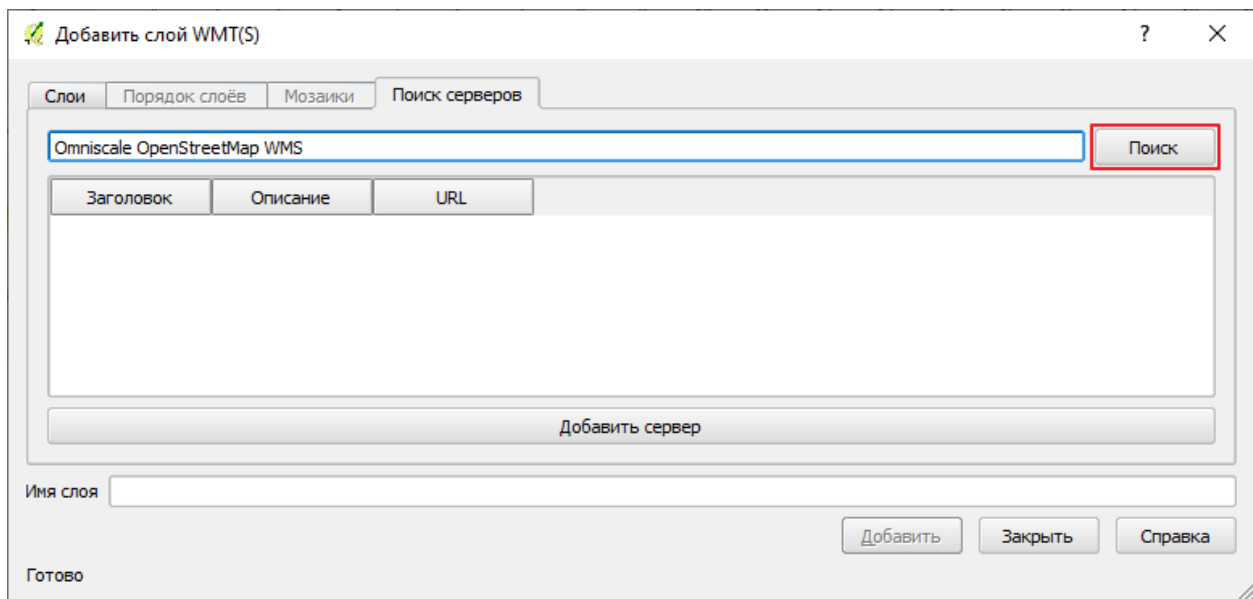 Добавить слой WMT(S) ?
Слои Порядок слоёв Мозаики Поиск серверов
Omniscale OpenStreetMap WMS Поиск
Заголовок Описание URL
Добавить сервер
Имя слоя
Добавить Закрыть Справка
Готово